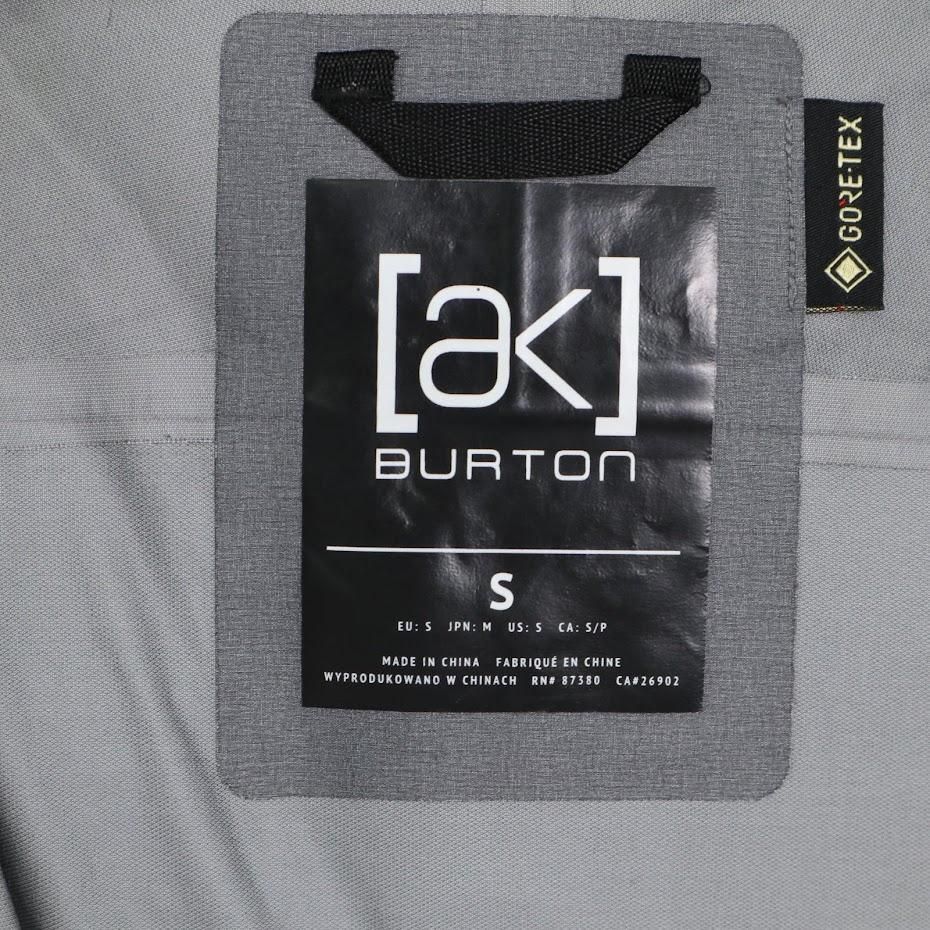 GORE-TEX
[ak]
BURTON
S
EU: S JPN: M US: S CA: S/P
MADE IN CHINA FABRIQUÉ EN CHINE
WYPRODUKOWANO W CHINACH RN# 87380 CA#26902